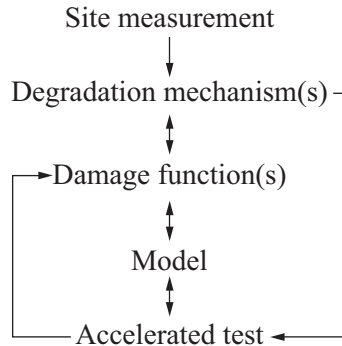 Site measurement
Degradation mechanism(s)
Damage function(s)
Model
Accelerated test